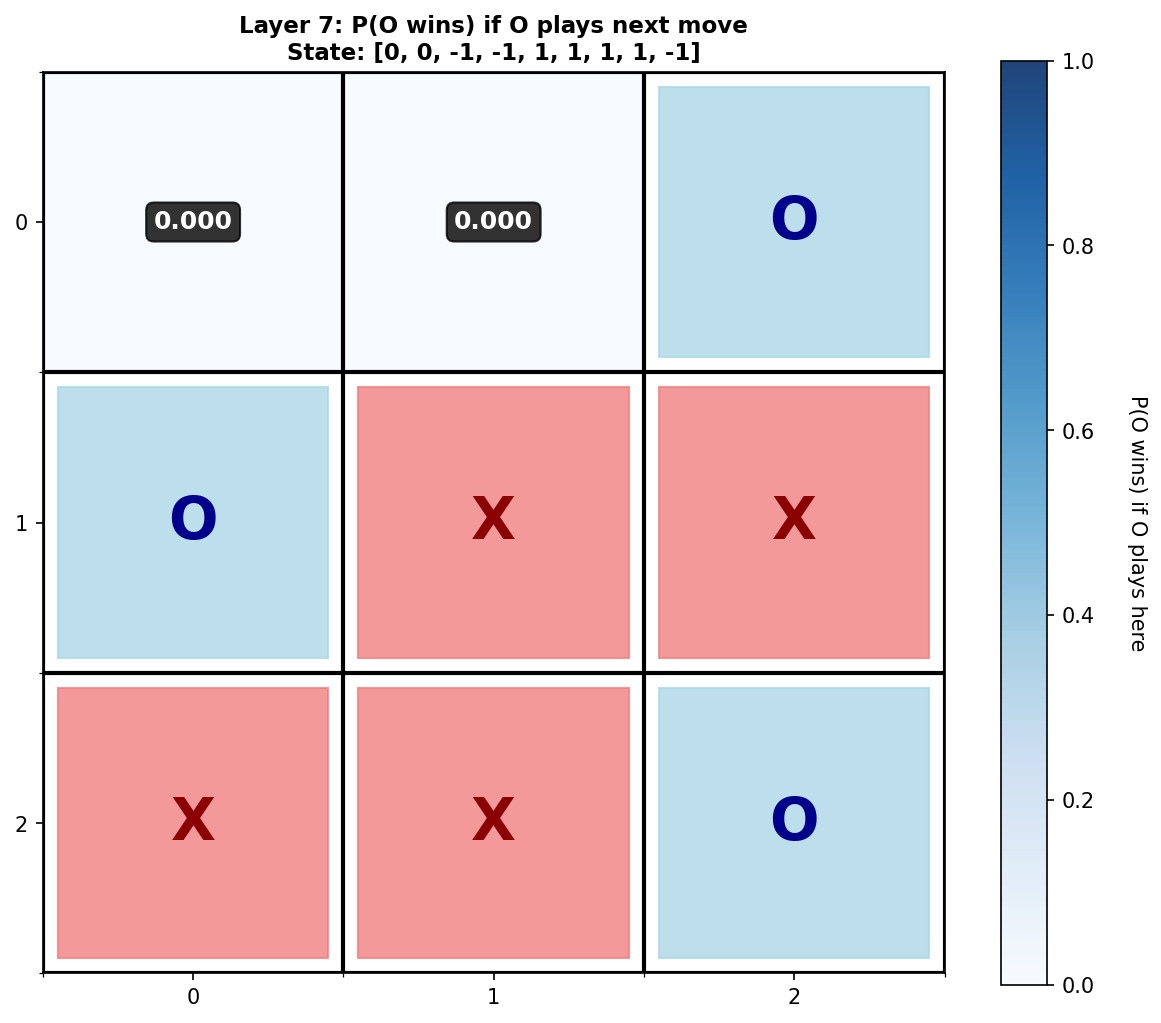 Layer 7: P(O wins) if O plays next move
State: [0, 0, -1, -1, 1, 1, 1, 1, -1]
0
0.000
0.000
O
1
O
X
X
2
X
X
O
0
1
2
1.0
0.8
0.6
0.4
0.2
0.0
P(O wins) if O plays here